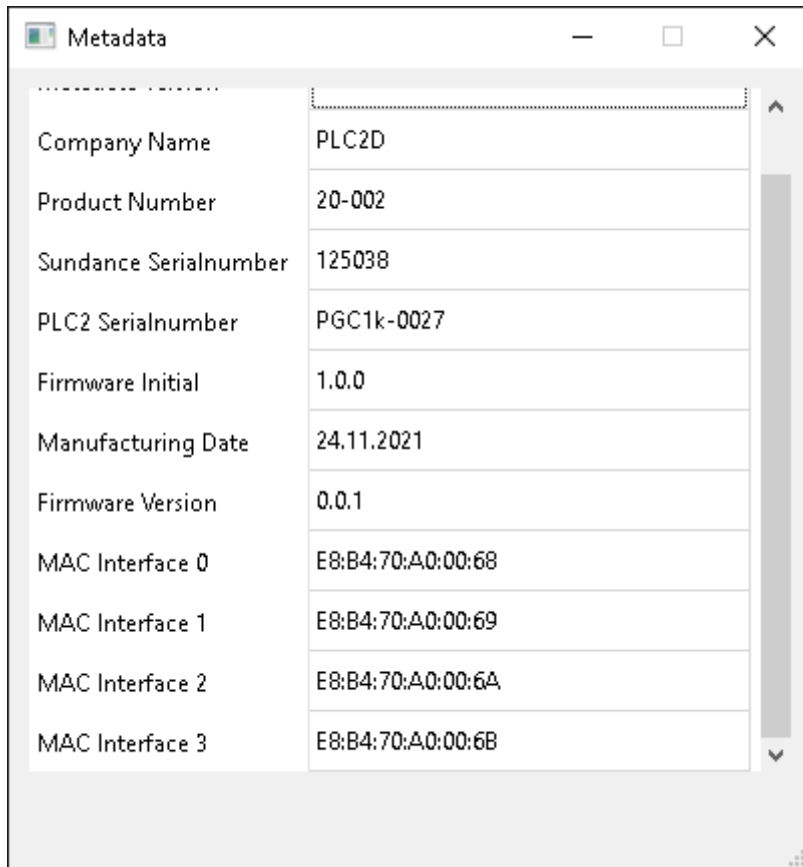 Metadata
Company Name PLC2D
Product Number 20-002
Sundance Serialnumber 125038
PLC2 Serialnumber PGC1k-0027
Firmware Initial 1.0.0
Manufacturing Date 24.11.2021
Firmware Version 0.0.1
MAC Interface 0 E8:B4:70:A0:00:68
MAC Interface 1 E8:B4:70:A0:00:69
MAC Interface 2 E8:B4:70:A0:00:6A
MAC Interface 3 E8:B4:70:A0:00:6B